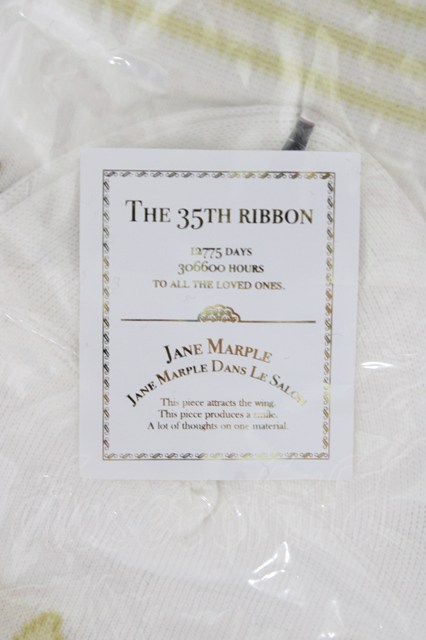 THE 35TH RIBBON
12775 DAYS
306600 HOURS
TO ALL THE LOVED ONES.
JANE MARPLE
JANE MARPLE DANS LE SALON
This piece attracts the wing.
This piece produces a smile.
A lot of thoughts on one material.